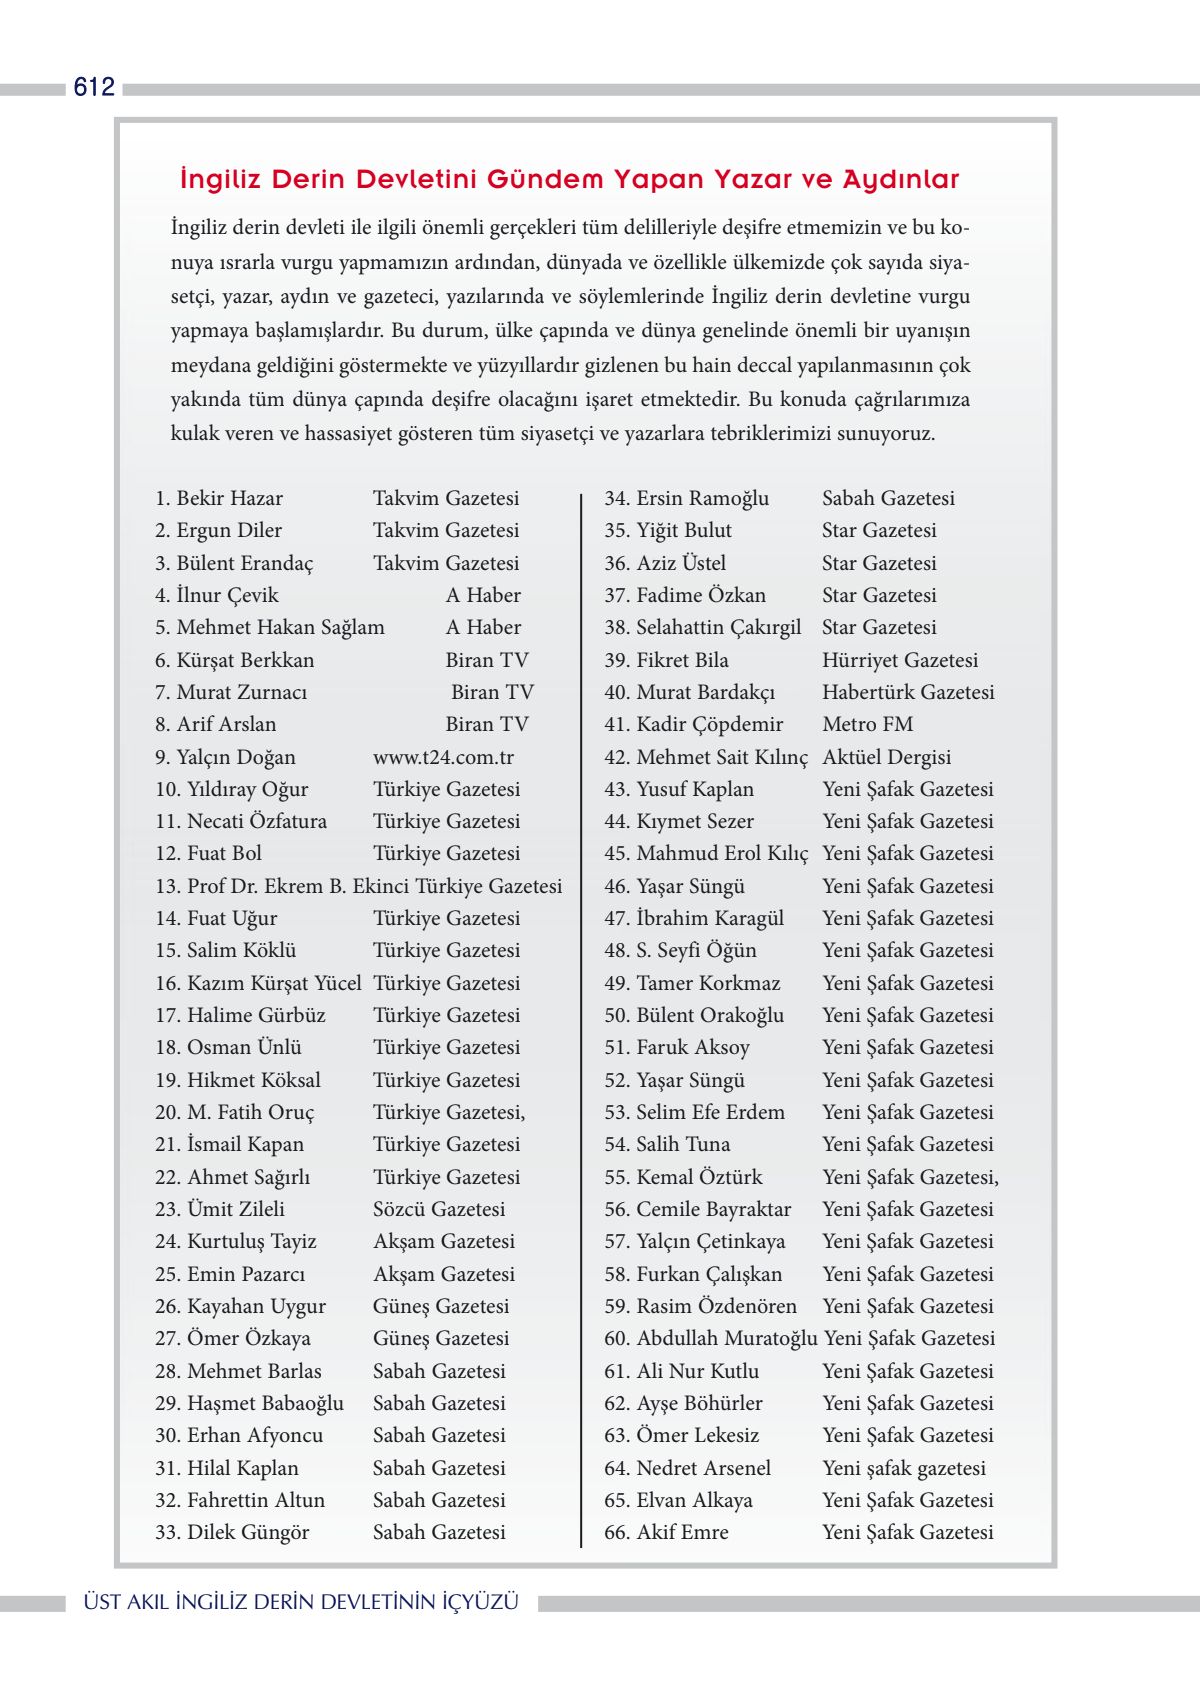 612
İngiliz Derin Devletini Gündem Yapan Yazar ve Aydınlar
İngiliz derin devleti ile ilgili önemli gerçekleri tüm delilleriyle deşifre etmemizin ve bu ko-
nuya ısrarla vurgu yapmamızın ardından, dünyada ve özellikle ülkemizde çok sayıda siya-
setçi, yazar, aydın ve gazeteci, yazılarında ve söylemlerinde İngiliz derin devletine vurgu
yapmaya başlamışlardır. Bu durum, ülke çapında ve dünya genelinde önemli bir uyanışın
meydana geldiğini göstermekte ve yüzyıllardır gizlenen bu hain deccal yapılanmasının çok
yakında tüm dünya çapında deşifre olacağını işaret etmektedir. Bu konuda çağrılarımıza
kulak veren ve hassasiyet gösteren tüm siyasetçi ve yazarlara tebriklerimizi sunuyoruz.
1. Bekir Hazar Takvim Gazetesi
2. Ergun Diler Takvim Gazetesi
3. Bülent Erandaç Takvim Gazetesi
4. İlnur Çevik A Haber
5. Mehmet Hakan Sağlam A Haber
6. Kürşat Berkkan Biran TV
7. Murat Zurnacı Biran TV
8. Arif Arslan Biran TV
9. Yalçın Doğan www.t24.com.tr
10. Yıldıray Oğur Türkiye Gazetesi
11. Necati Özfatura Türkiye Gazetesi
12. Fuat Bol Türkiye Gazetesi
13. Prof Dr. Ekrem B. Ekinci Türkiye Gazetesi
14. Fuat Uğur Türkiye Gazetesi
15. Salim Köklü Türkiye Gazetesi
16. Kazım Kürşat Yücel Türkiye Gazetesi
17. Halime Gürbüz Türkiye Gazetesi
18. Osman Ünlü Türkiye Gazetesi
19. Hikmet Köksal Türkiye Gazetesi
20. M. Fatih Oruç Türkiye Gazetesi,
21. İsmail Kapan Türkiye Gazetesi
22. Ahmet Sağırlı Türkiye Gazetesi
23. Ümit Zileli Sözcü Gazetesi
24. Kurtuluş Tayiz Akşam Gazetesi
25. Emin Pazarcı Akşam Gazetesi
26. Kayahan Uygur Güneş Gazetesi
27. Ömer Özkaya Güneş Gazetesi
28. Mehmet Barlas Sabah Gazetesi
29. Haşmet Babaoğlu Sabah Gazetesi
30. Erhan Afyoncu Sabah Gazetesi
31. Hilal Kaplan Sabah Gazetesi
32. Fahrettin Altun Sabah Gazetesi
33. Dilek Güngör Sabah Gazetesi
34. Ersin Ramoğlu Sabah Gazetesi
35. Yiğit Bulut Star Gazetesi
36. Aziz Üstel Star Gazetesi
37. Fadime Özkan Star Gazetesi
38. Selahattin Çakırgil Star Gazetesi
39. Fikret Bila Hürriyet Gazetesi
40. Murat Bardakçı Habertürk Gazetesi
41. Kadir Çöpdemir Metro FM
42. Mehmet Sait Kılınç Aktüel Dergisi
43. Yusuf Kaplan Yeni Şafak Gazetesi
44. Kıymet Sezer Yeni Şafak Gazetesi
45. Mahmud Erol Kılıç Yeni Şafak Gazetesi
46. Yaşar Süngü Yeni Şafak Gazetesi
47. İbrahim Karagül Yeni Şafak Gazetesi
48. S. Seyfi Öğün Yeni Şafak Gazetesi
49. Tamer Korkmaz Yeni Şafak Gazetesi
50. Bülent Orakoğlu Yeni Şafak Gazetesi
51. Faruk Aksoy Yeni Şafak Gazetesi
52. Yaşar Süngü Yeni Şafak Gazetesi
53. Selim Efe Erdem Yeni Şafak Gazetesi
54. Salih Tuna Yeni Şafak Gazetesi
55. Kemal Öztürk Yeni Şafak Gazetesi,
56. Cemile Bayraktar Yeni Şafak Gazetesi
57. Yalçın Çetinkaya Yeni Şafak Gazetesi
58. Furkan Çalışkan Yeni Şafak Gazetesi
59. Rasim Özdenören Yeni Şafak Gazetesi
60. Abdullah Muratoğlu Yeni Şafak Gazetesi
61. Ali Nur Kutlu Yeni Şafak Gazetesi
62. Ayşe Böhürler Yeni Şafak Gazetesi
63. Ömer Lekesiz Yeni Şafak Gazetesi
64. Nedret Arsenel Yeni şafak gazetesi
65. Elvan Alkaya Yeni Şafak Gazetesi
66. Akif Emre Yeni Şafak Gazetesi
ÜST AKIL İNGİLİZ DERİN DEVLETİNİN İÇYÜZÜ